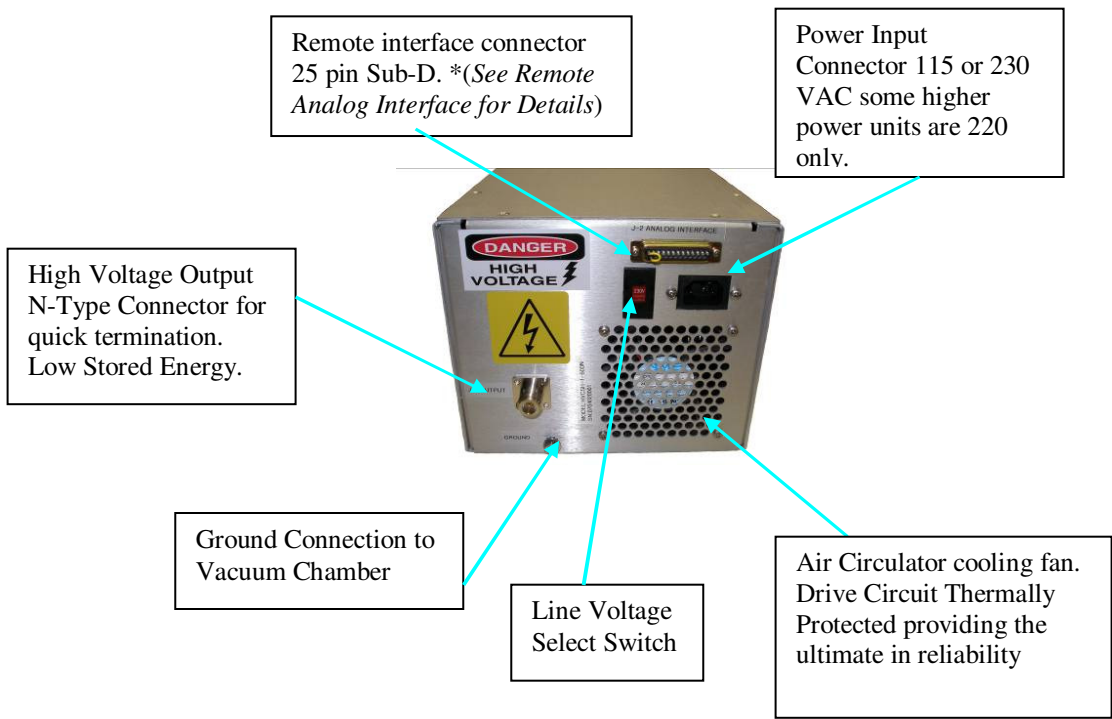 Remote interface connector
25 pin Sub-D. *(See Remote
Analog Interface for Details)
Power Input
Connector 115 or 230
VAC some higher
power units are 220
only.
High Voltage Output
N-Type Connector for
quick termination.
Low Stored Energy.
J-2 ANALOG INTERFACE
DANGER
HIGH
VOLTAGE
230V
OUTPUT
GROUND
Ground Connection to
Vacuum Chamber
Line Voltage
Select Switch
Air Circulator cooling fan.
Drive Circuit Thermally
Protected providing the
ultimate in reliability